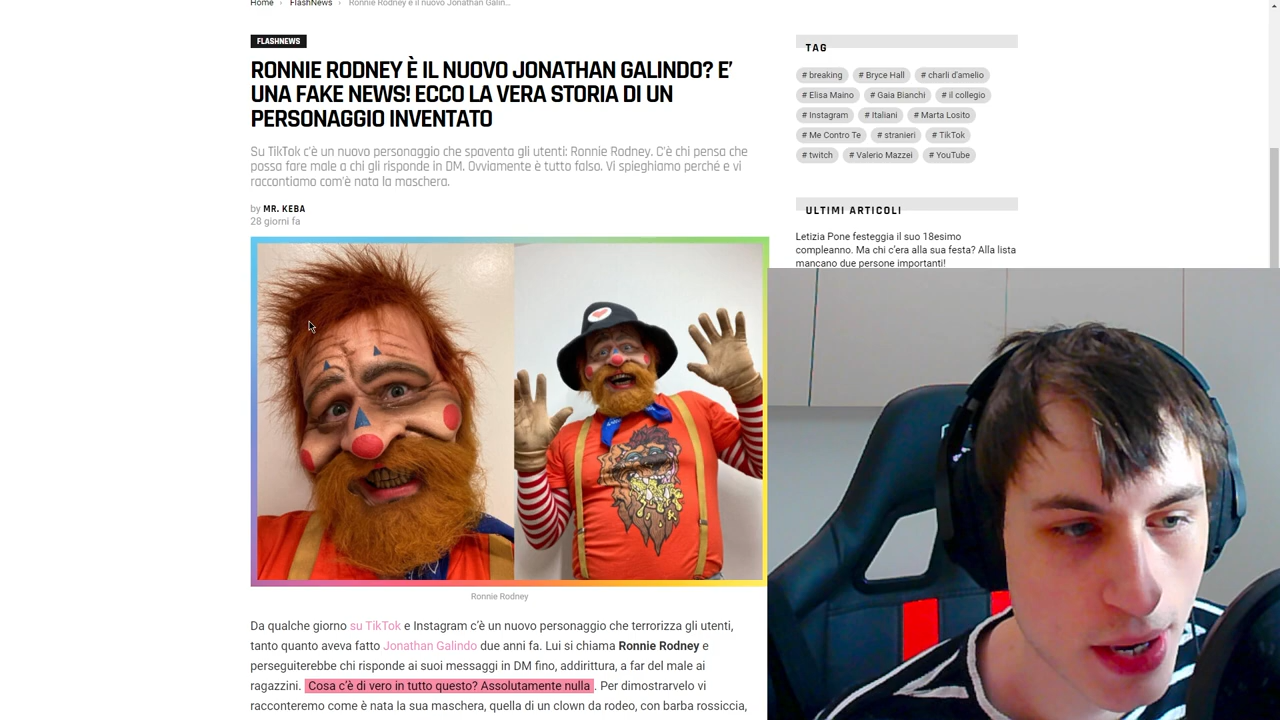 Home › FlashNews › Ronnie Rodney è il nuovo Jonathan Galin...
FLASHNEWS
RONNIE RODNEY È IL NUOVO JONATHAN GALINDO? E’
UNA FAKE NEWS! ECCO LA VERA STORIA DI UN
PERSONAGGIO INVENTATO
Su TikTok c’è un nuovo personaggio che spaventa gli utenti: Ronnie Rodney. C’è chi pensa che
possa fare male a chi gli risponde in DM. Ovviamente è tutto falso. Vi spieghiamo perché e vi
raccontiamo com’è nata la maschera.
by MR. KEBA
28 giorni fa
Ronnie Rodney
Da qualche giorno su TikTok e Instagram c’è un nuovo personaggio che terrorizza gli utenti,
tanto quanto aveva fatto Jonathan Galindo due anni fa. Lui si chiama Ronnie Rodney e
perseguiterebbe chi risponde ai suoi messaggi in DM fino, addirittura, a far del male ai
ragazzini. Cosa c’è di vero in tutto questo? Assolutamente nulla. Per dimostrarvelo vi
racconteremo come è nata la sua maschera, quella di un clown da rodeo, con barba rossiccia,
TAG
# breaking # Bryce Hall # charli d'amelio
# Elisa Maino # Gaia Bianchi # il collegio
# Instagram # Italiani # Marta Losito
# Me Contro Te # stranieri # TikTok
# twitch # Valerio Mazzei # YouTube
ULTIMI ARTICOLI
Letizia Pone festeggia il suo 18esimo
compleanno. Ma chi c’era alla sua festa? Alla lista
mancano due persone importanti!